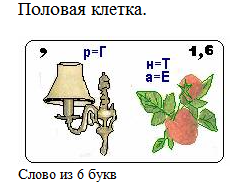 Половая клетка.
, р=Г 1,6
н=Т
а=Е
Слово из 6 букв